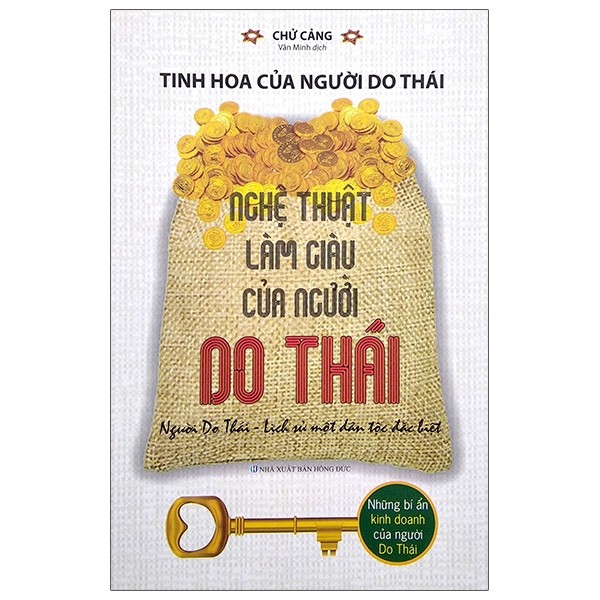 CHỬ CẢNG
Văn Minh dịch
TINH HOA CỦA NGƯỜI DO THÁI
NGHỆ THUẬT
LÀM GIÀU
CỦA NGƯỜI
DO THÁI
Người Do Thái - Lịch sử một dân tộc đặc biệt
NHÀ XUẤT BẢN HỒNG ĐỨC
Những bí ẩn
kinh doanh
của người
Do Thái